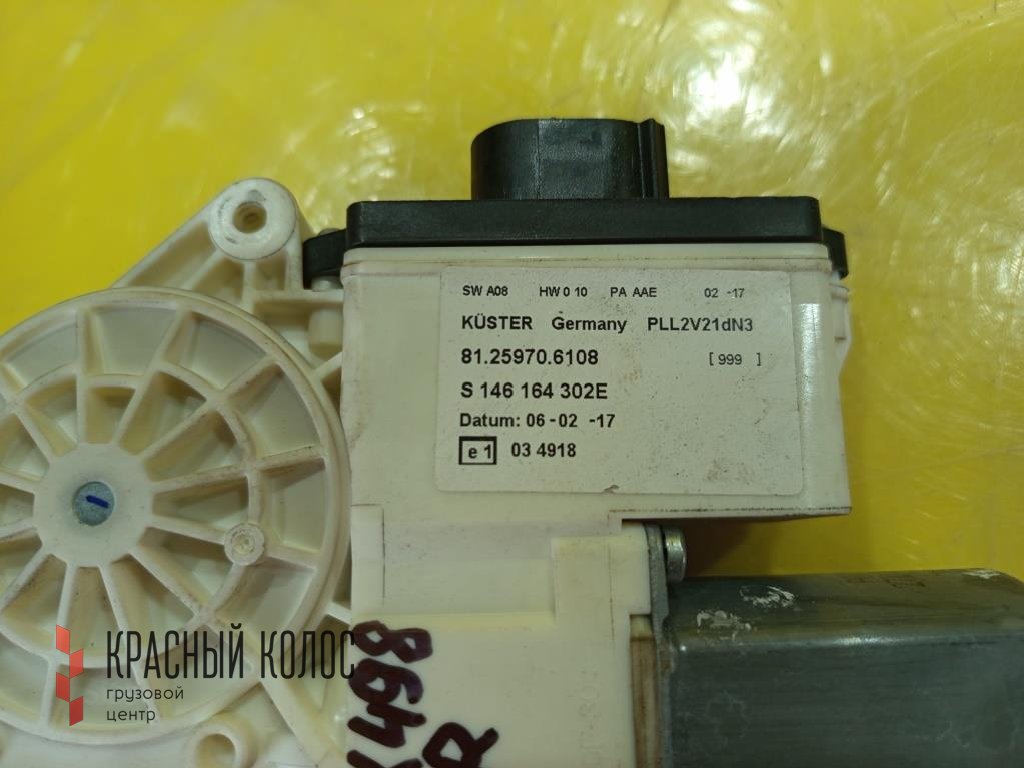 SW A08 HW 0 10 PA AAE 02 -17
KÜSTER Germany PLL2V21dN3
81.25970.6108 [ 999 ]
S 146 164 302E
Datum: 06-02 -17
e 1 03 4918
КРАСНЫЙ КОЛОС
грузовой
центр
498
R